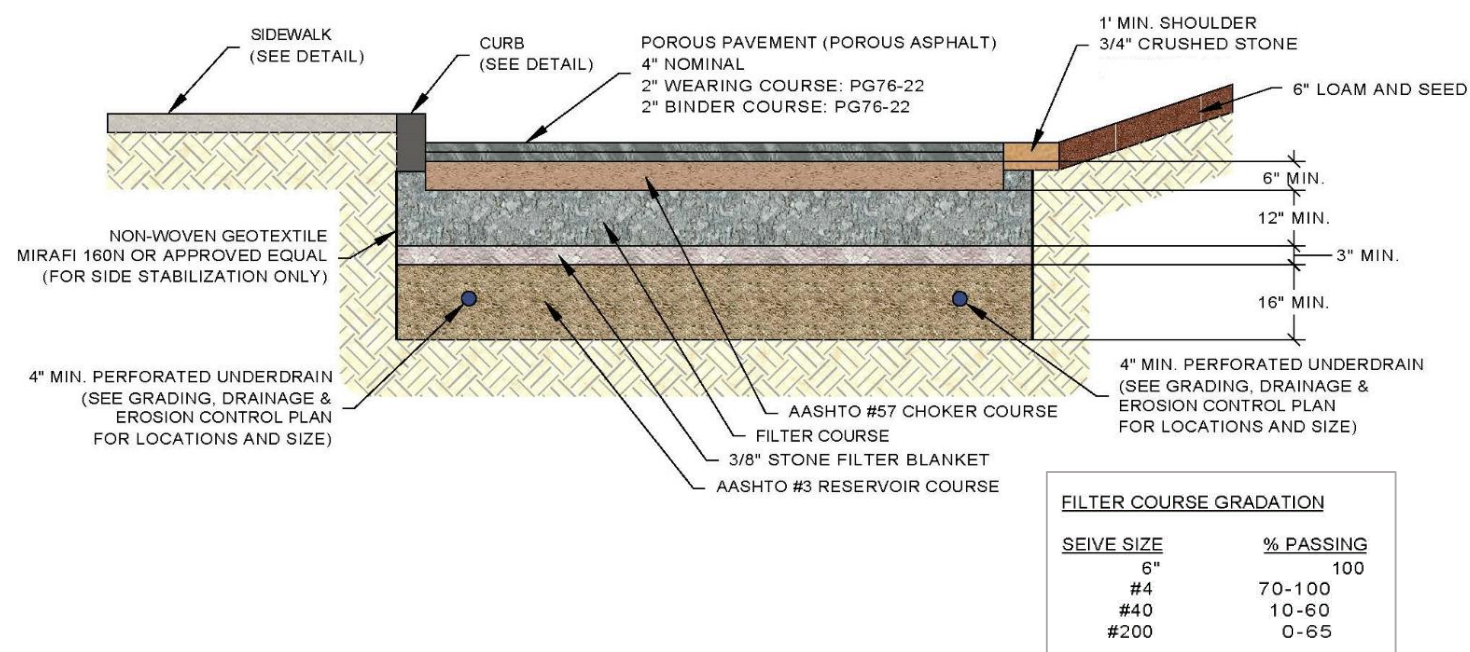 SIDEWALK
(SEE DETAIL)
CURB
(SEE DETAIL)
POROUS PAVEMENT (POROUS ASPHALT)
4" NOMINAL
2" WEARING COURSE: PG76-22
2" BINDER COURSE: PG76-22
1' MIN. SHOULDER
3/4" CRUSHED STONE
6" LOAM AND SEED
6" MIN.
12" MIN.
3" MIN.
16" MIN.
NON-WOVEN GEOTEXTILE
MIRAFI 160N OR APPROVED EQUAL
(FOR SIDE STABILIZATION ONLY)
4" MIN. PERFORATED UNDERDRAIN
(SEE GRADING, DRAINAGE &
EROSION CONTROL PLAN
FOR LOCATIONS AND SIZE)
AASHTO #57 CHOKER COURSE
FILTER COURSE
3/8" STONE FILTER BLANKET
AASHTO #3 RESERVOIR COURSE
4" MIN. PERFORATED UNDERDRAIN
(SEE GRADING, DRAINAGE &
EROSION CONTROL PLAN
FOR LOCATIONS AND SIZE)
FILTER COURSE GRADATION
SEIVE SIZE % PASSING
6" 100
#4 70-100
#40 10-60
#200 0-65